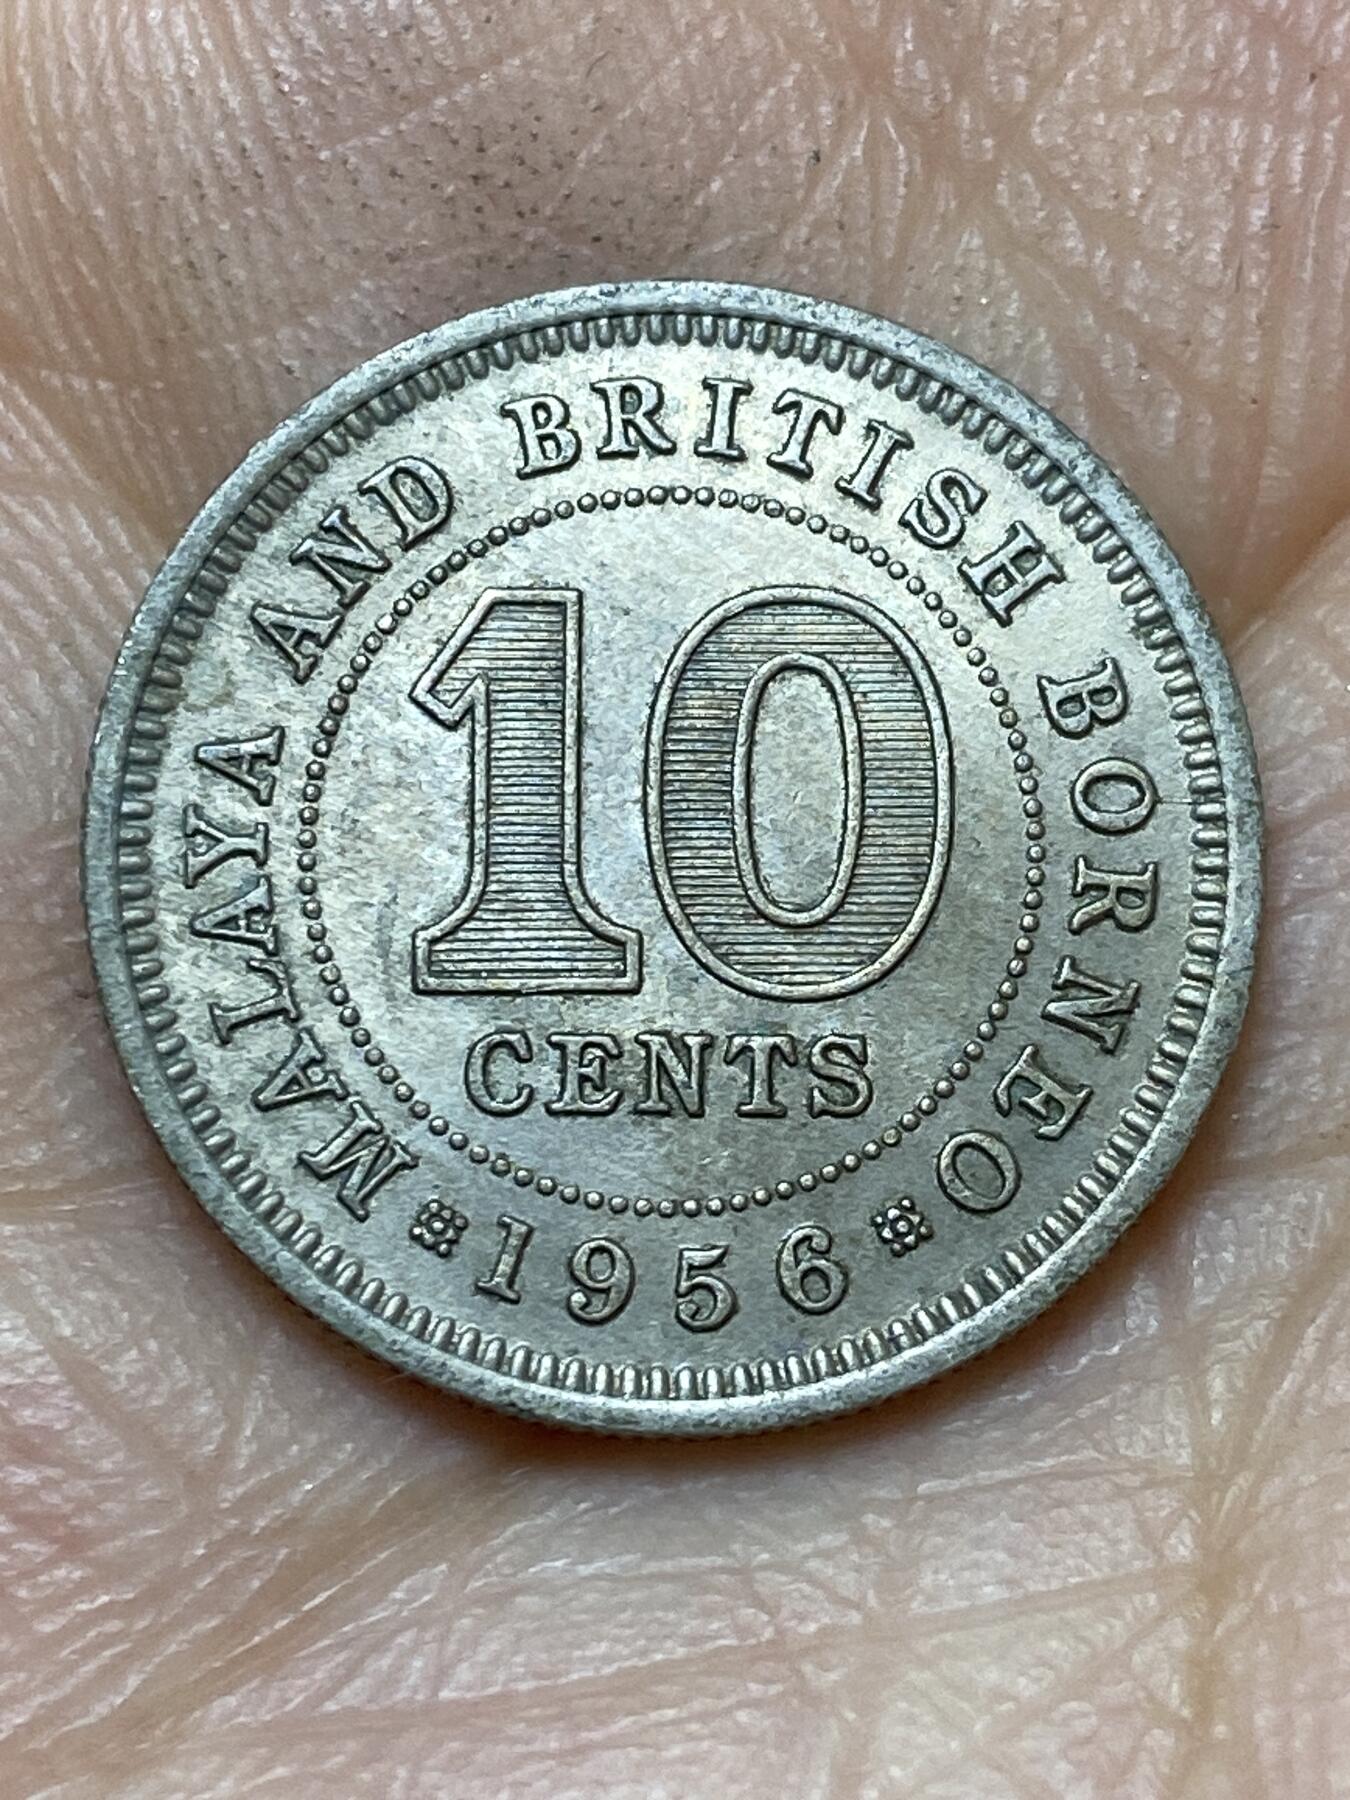 MALAYA AND BRITISH BORNEO
10
CENTS
1956